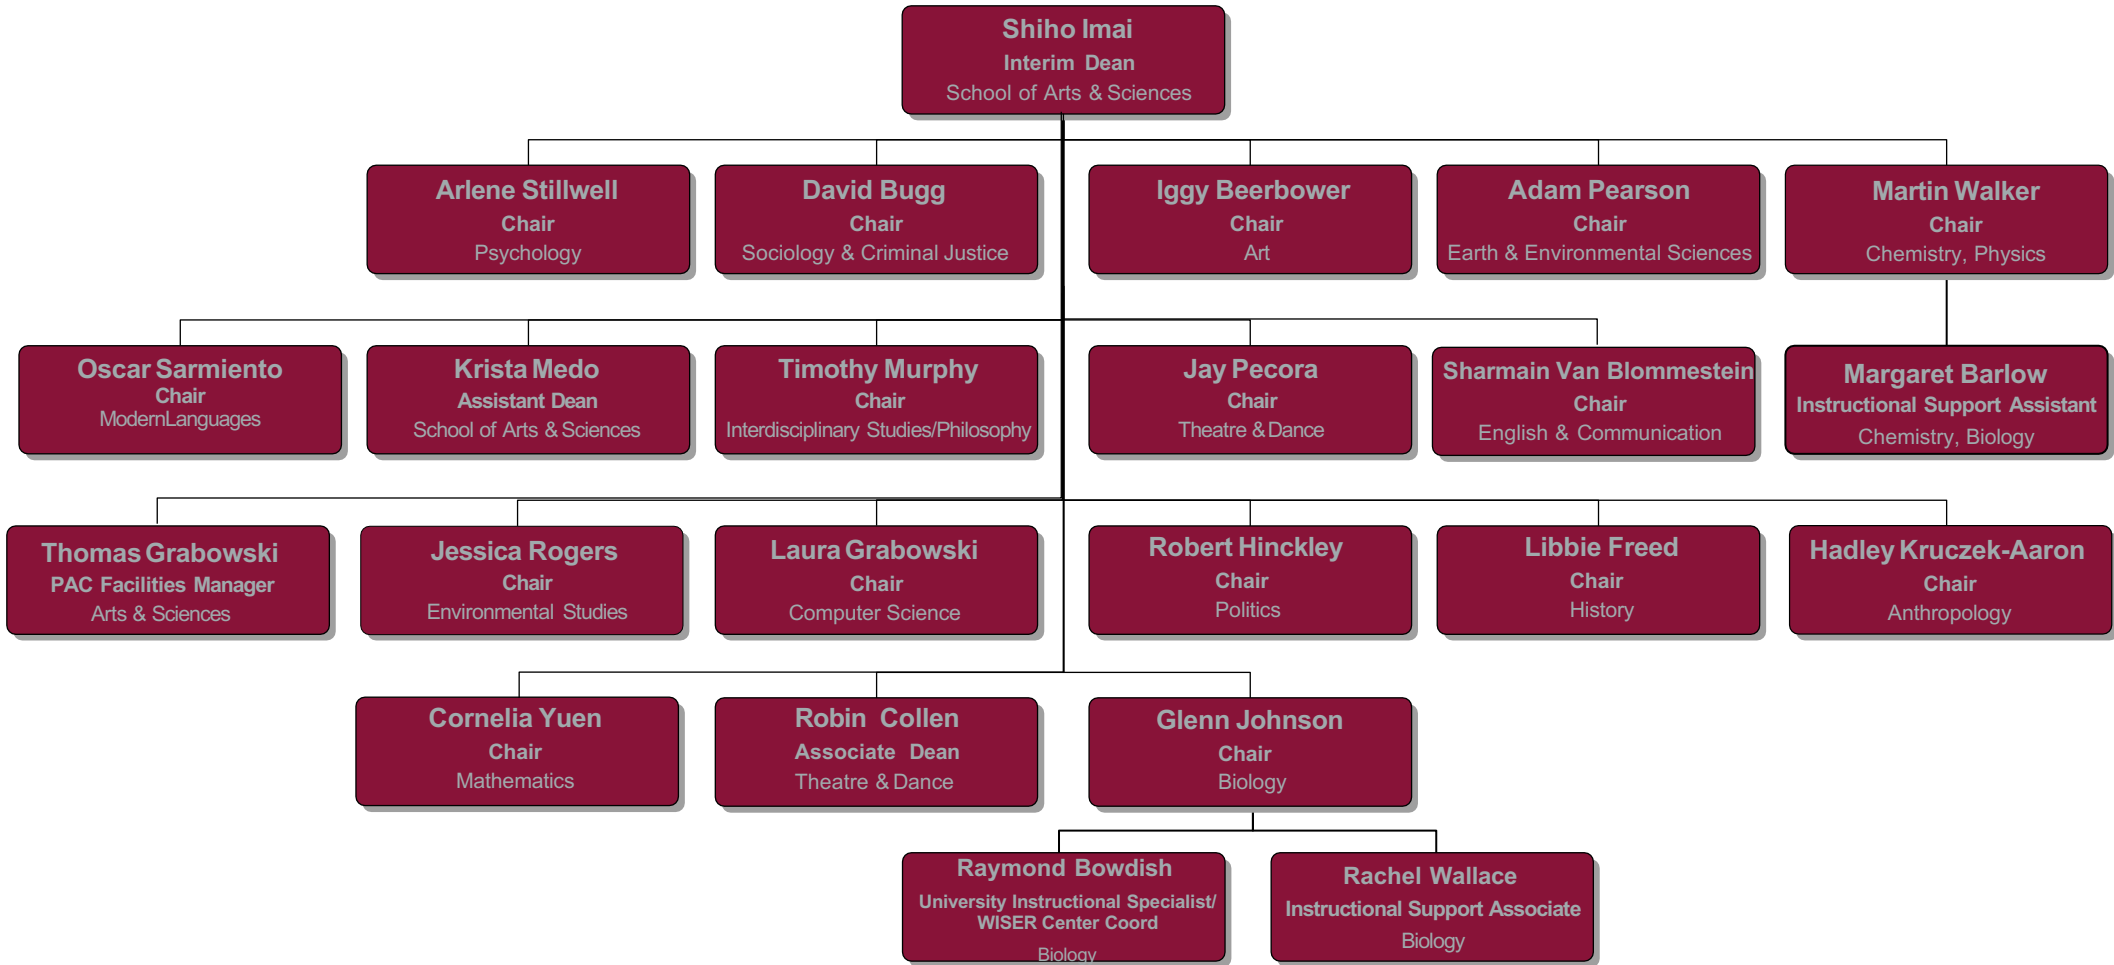 Shiho Imai
Interim Dean
School of Arts & Sciences
Arlene Stillwell
Chair
Psychology
David Bugg
Chair
Sociology & Criminal Justice
Iggy Beerbower
Chair
Art
Adam Pearson
Chair
Earth & Environmental Sciences
Martin Walker
Chair
Chemistry, Physics
Oscar Sarmiento
Chair
ModernLanguages
Krista Medo
Assistant Dean
School of Arts & Sciences
Timothy Murphy
Chair
Interdisciplinary Studies/Philosophy
Jay Pecora
Chair
Theatre & Dance
Sharmain Van Blommestein
Chair
English & Communication
Margaret Barlow
Instructional Support Assistant
Chemistry, Biology
Thomas Grabowski
PAC Facilities Manager
Arts & Sciences
Jessica Rogers
Chair
Environmental Studies
Laura Grabowski
Chair
Computer Science
Robert Hinckley
Chair
Politics
Libbie Freed
Chair
History
Hadley Kruczek-Aaron
Chair
Anthropology
Cornelia Yuen
Chair
Mathematics
Robin Collen
Associate Dean
Theatre & Dance
Glenn Johnson
Chair
Biology
Raymond Bowdish
University Instructional Specialist/
WISER Center Coord
Biology
Rachel Wallace
Instructional Support Associate
Biology